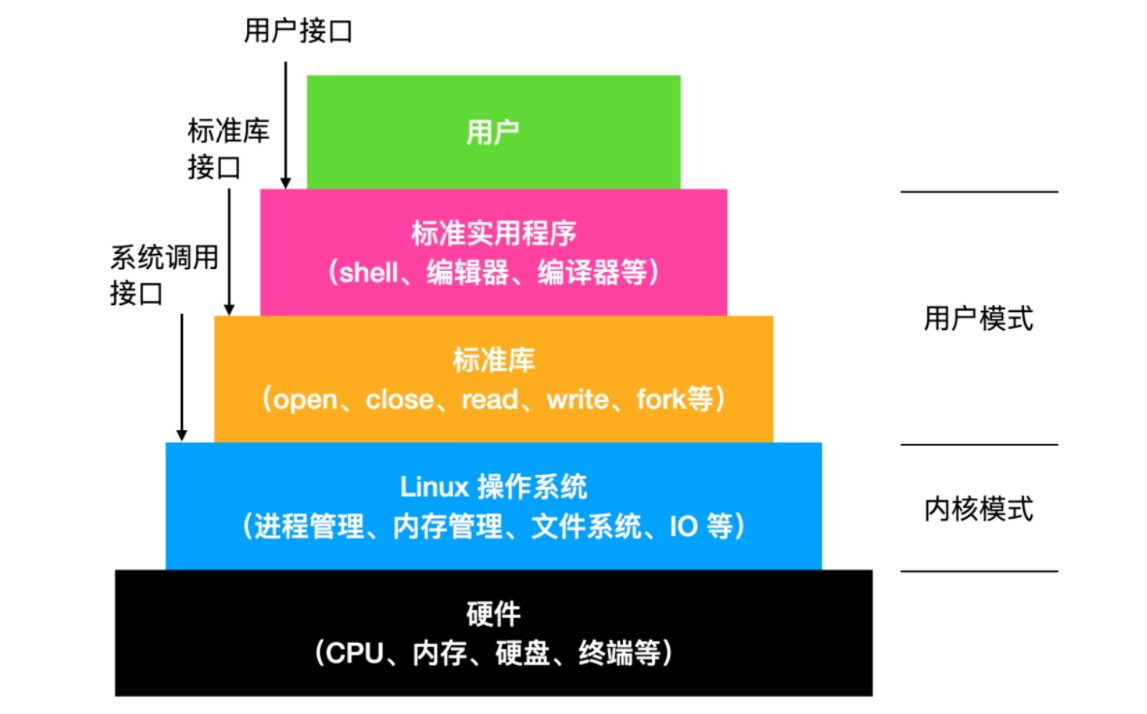 用户接口
用户
标准库
接口
标准实用程序
（shell、编辑器、编译器等）
系统调用
接口
用户模式
标准库
（open、close、read、write、fork等）
Linux 操作系统
（进程管理、内存管理、文件系统、IO 等）
内核模式
硬件
（CPU、内存、硬盘、终端等）